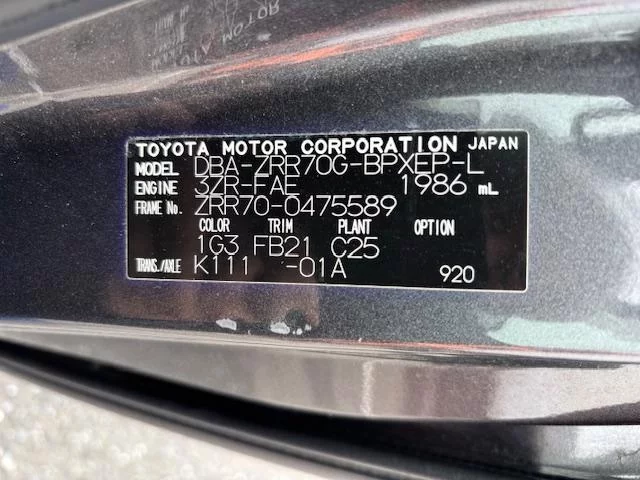 TOYOTA MOTOR CORPORATION JAPAN
MODEL DBA-ZRR70G-BPXEP-L
ENGINE 3ZR-FAE 1986 mL
FRAME No. ZRR70-0475589
COLOR TRIM PLANT OPTION
1G3 FB21 C25
TRANS./AXLE K111 -01A 920